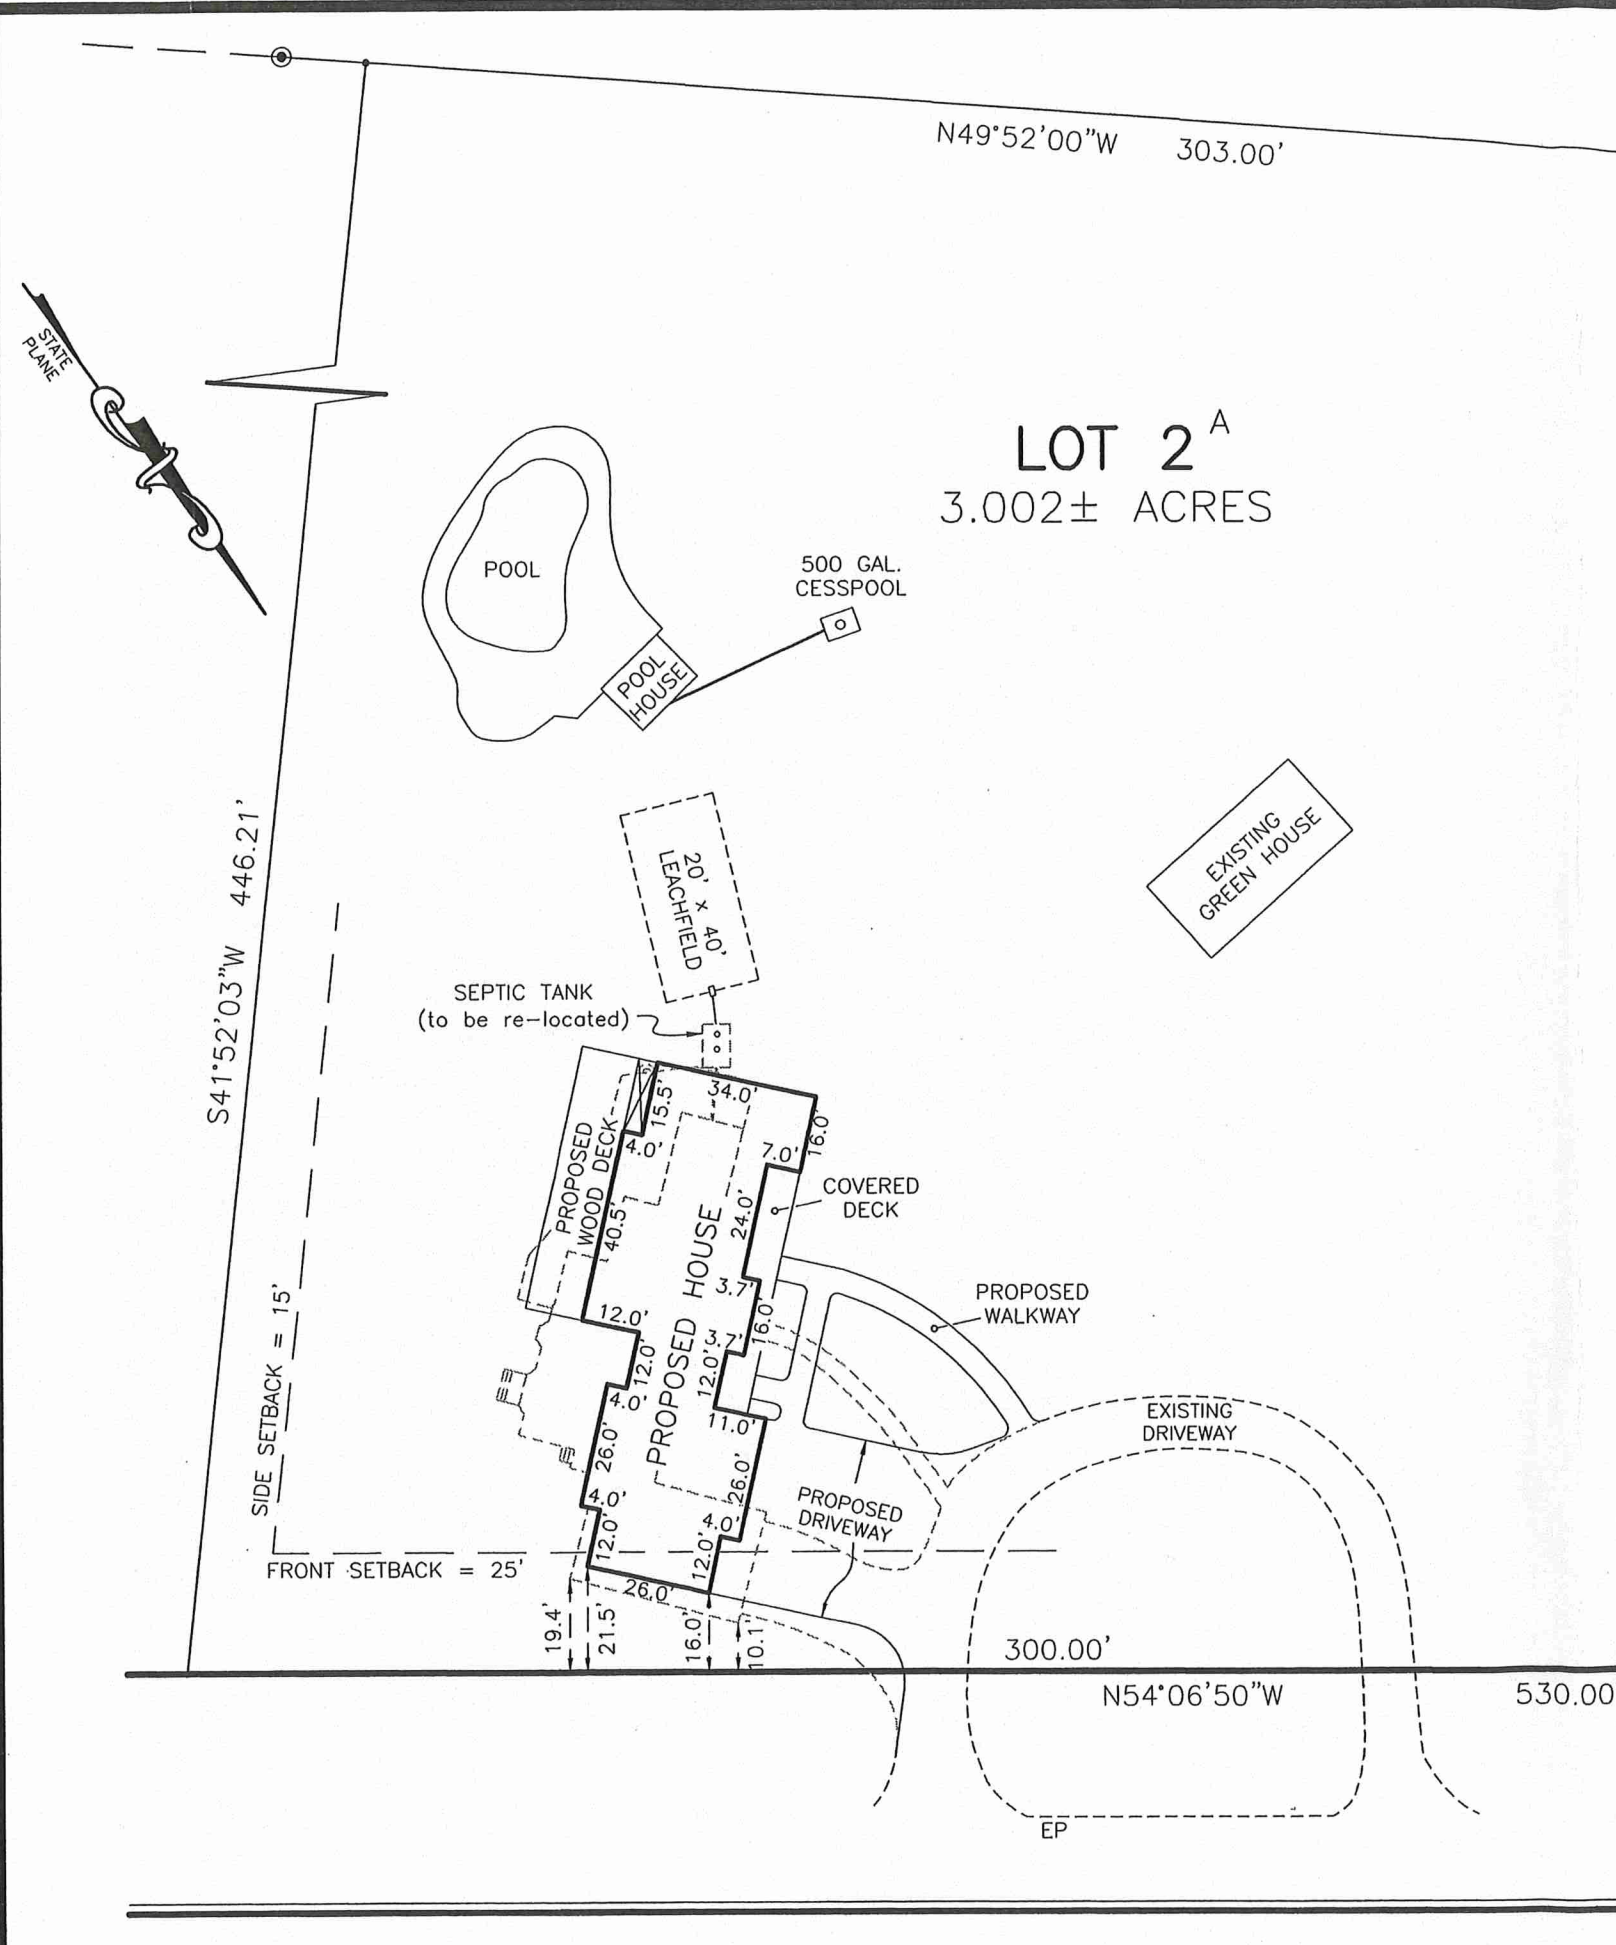 N49°52'00"W 303.00'
STATE
PLANE
LOT 2 A
3.002± ACRES
POOL
500 GAL.
CESSPOOL
POOL
HOUSE
S41°52'03"W 446.21'
EXISTING
GREEN HOUSE
20' x 40'
LEACHFIELD
SEPTIC TANK
(to be re-located)
34.0'
15.5'
4.0'
16.0'
7.0'
PROPOSED
WOOD DECK
COVERED
DECK
40.5'
24.0'
PROPOSED HOUSE
3.7'
16.0'
PROPOSED
WALKWAY
12.0'
3.7'
12.0'
12.0'
4.0'
11.0'
SIDE SETBACK = 15'
26.0'
26.0'
EXISTING
DRIVEWAY
4.0'
PROPOSED
DRIVEWAY
4.0'
12.0'
12.0'
FRONT SETBACK = 25'
26.0'
19.4'
21.5'
16.0'
10.1'
300.00'
N54°06'50"W 530.00
EP